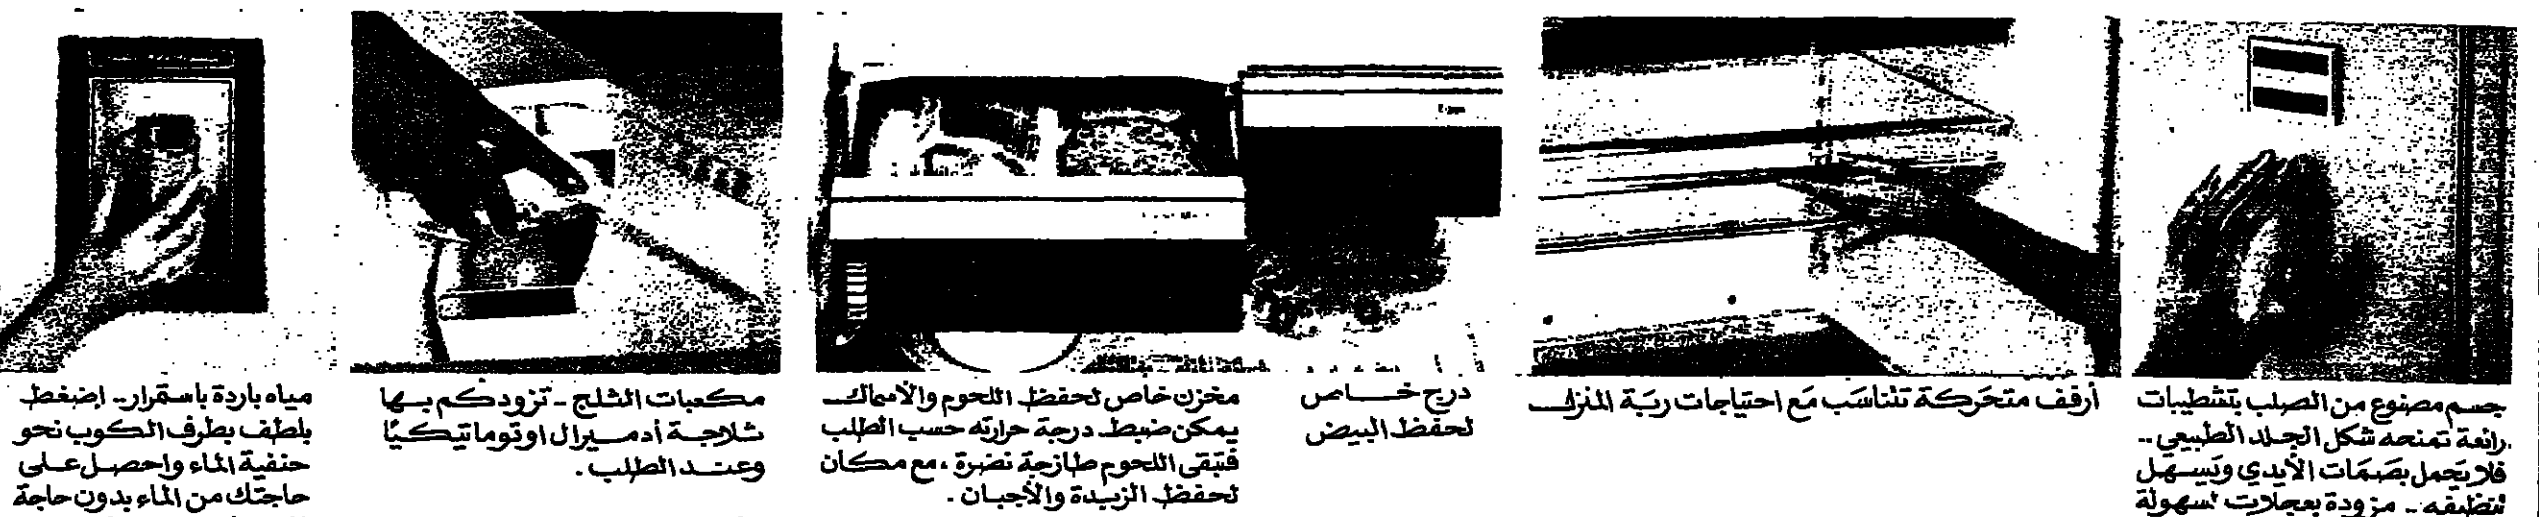 جسم مصنوع من الصلب بتشطيبات
رائعة تمنحه شكل الجلد الطبيعي --
فلا يحمل بصمات الأيدي ويسهل
تنظيفه - مزودة بعجلات لسهولة
أرفف متحركة تتناسب مع احتياجات ربة المنزل
درج خاص
لحفظ البيض
مخزن خاص لحفظ اللحوم والأسماك
يمكن ضبط درجة حرارته حسب الطلب
فتبقى اللحوم طازجة نضرة ، مع مكان
لحفظ الزبدة والأجبان .
مكعبات الثلج - تزودكم بها
ثلاجة أدميرال اوتوماتيكيًا
وعند الطلب .
مياه باردة باستمرار -- اضغط
بلطف بطرف الكوب نحو
حنفية الماء واحصل على
حاجتك من الماء بدون حاجة